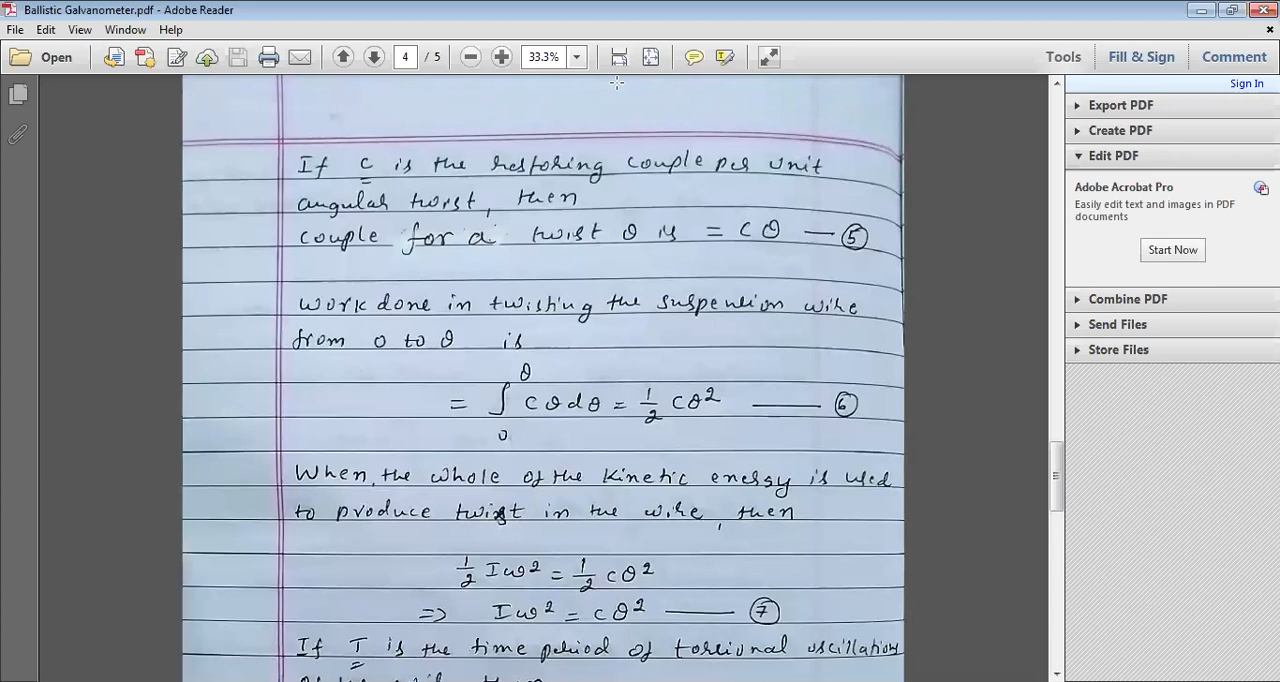 Ballistic Galvanometer.pdf - Adobe Reader
File Edit View Window Help
Open 4 / 5 33.3% Tools Fill & Sign Comment
Sign In
Export PDF
Create PDF
Edit PDF
Adobe Acrobat Pro
Easily edit text and images in PDF
documents
Start Now
Combine PDF
Send Files
Store Files
If c is the restoring couple per unit
angular twist, then
couple for a twist θ is = cθ — ⑤
work done in twisting the suspention wire
from 0 to θ is
= ∫₀^θ cθdθ = 1/2 cθ² —— ⑥
When, the whole of the kinetic energy is used
to produce twist in the wire, then
1/2 Iω² = 1/2 cθ²
=> Iω² = cθ² —— ⑦
If T is the time period of torsional oscillation